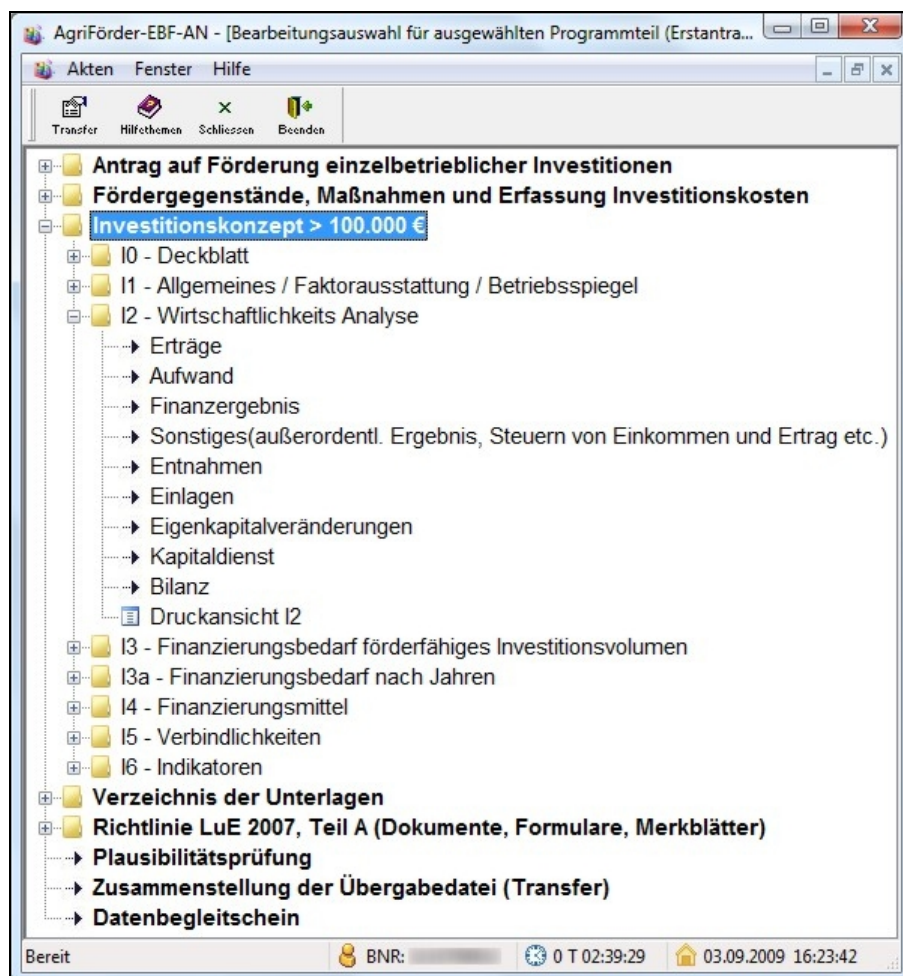 AgriFörder-EBF-AN - [Bearbeitungsauswahl für ausgewählten Programmteil (Erstantra...
Akten Fenster Hilfe
Transfer Hilfethemen Schliessen Beenden
Antrag auf Förderung einzelbetrieblicher Investitionen
Fördergegenstände, Maßnahmen und Erfassung Investitionskosten
Investitionskonzept > 100.000 €
I0 - Deckblatt
I1 - Allgemeines / Faktorausstattung / Betriebsspiegel
I2 - Wirtschaftlichkeits Analyse
Erträge
Aufwand
Finanzergebnis
Sonstiges(außerordentl. Ergebnis, Steuern von Einkommen und Ertrag etc.)
Entnahmen
Einlagen
Eigenkapitalveränderungen
Kapitaldienst
Bilanz
Druckansicht I2
I3 - Finanzierungsbedarf förderfähiges Investitionsvolumen
I3a - Finanzierungsbedarf nach Jahren
I4 - Finanzierungsmittel
I5 - Verbindlichkeiten
I6 - Indikatoren
Verzeichnis der Unterlagen
Richtlinie LuE 2007, Teil A (Dokumente, Formulare, Merkblätter)
Plausibilitätsprüfung
Zusammenstellung der Übergabedatei (Transfer)
Datenbegleitschein
Bereit BNR: 0 T 02:39:29 03.09.2009 16:23:42